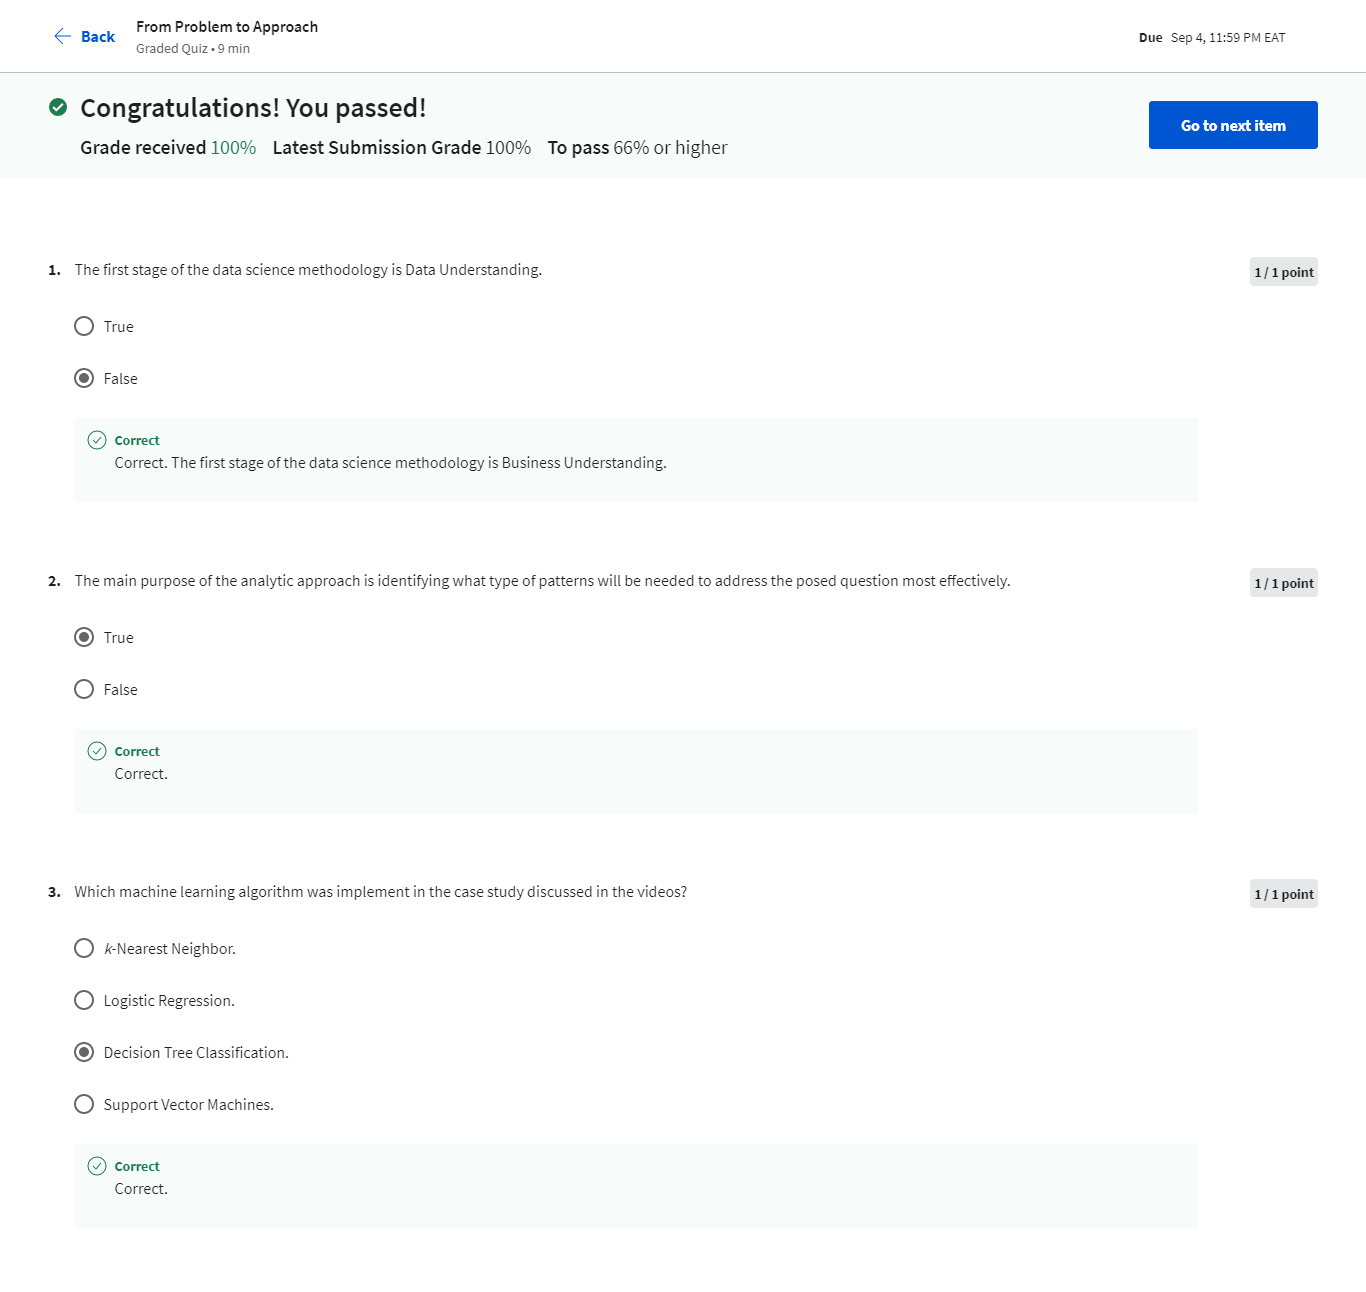 Back
From Problem to Approach
Graded Quiz • 9 min
Due Sep 4, 11:59 PM EAT
Congratulations! You passed!
Grade received 100% Latest Submission Grade 100% To pass 66% or higher
Go to next item
1. The first stage of the data science methodology is Data Understanding.
1 / 1 point
True
False
Correct
Correct. The first stage of the data science methodology is Business Understanding.
2. The main purpose of the analytic approach is identifying what type of patterns will be needed to address the posed question most effectively.
1 / 1 point
True
False
Correct
Correct.
3. Which machine learning algorithm was implement in the case study discussed in the videos?
1 / 1 point
k-Nearest Neighbor.
Logistic Regression.
Decision Tree Classification.
Support Vector Machines.
Correct
Correct.